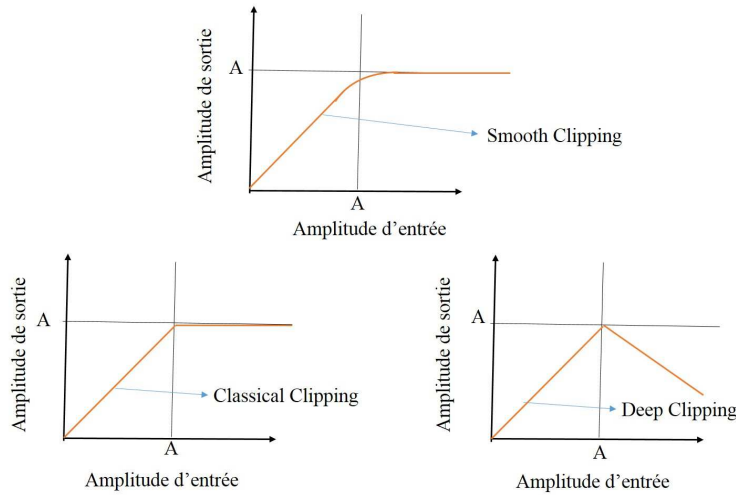 Amplitude de sortie
A
Smooth Clipping
A
Amplitude d’entrée
Amplitude de sortie
A
Classical Clipping
A
Amplitude d’entrée
Amplitude de sortie
A
Deep Clipping
A
Amplitude d’entrée